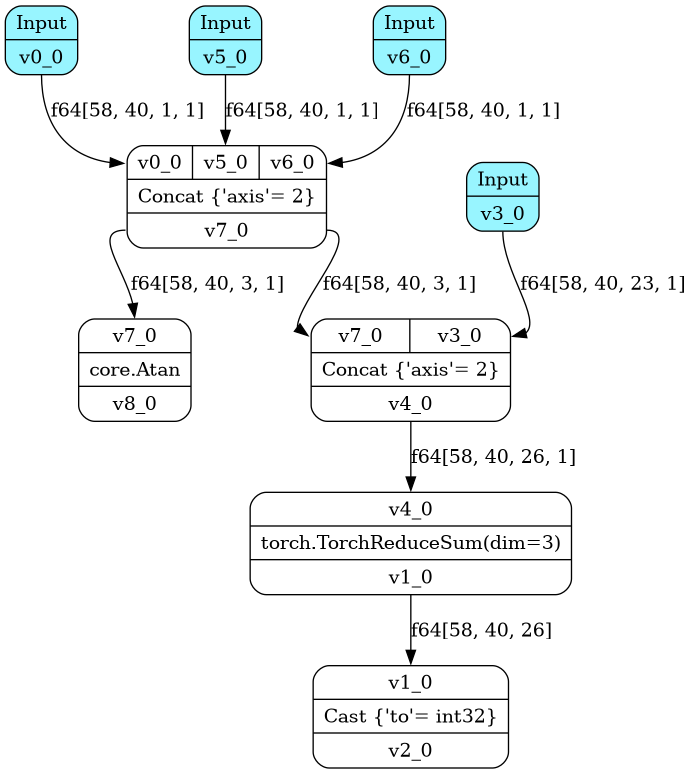 Input
v0_0
Input
v5_0
Input
v6_0
f64[58, 40, 1, 1]
f64[58, 40, 1, 1]
f64[58, 40, 1, 1]
v0_0
v5_0
v6_0
Concat {'axis'= 2}
v7_0
Input
v3_0
f64[58, 40, 3, 1]
f64[58, 40, 3, 1]
f64[58, 40, 23, 1]
v7_0
core.Atan
v8_0
v7_0
v3_0
Concat {'axis'= 2}
v4_0
f64[58, 40, 26, 1]
v4_0
torch.TorchReduceSum(dim=3)
v1_0
f64[58, 40, 26]
v1_0
Cast {'to'= int32}
v2_0